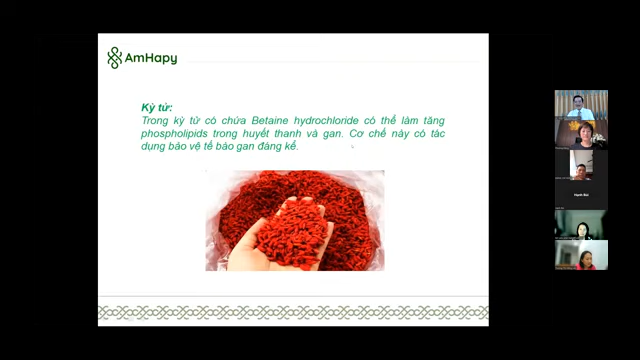 AmHapy
Kỷ tử:
Trong kỷ tử có chứa Betaine hydrochloride có thể làm tăng
phospholipids trong huyết thanh và gan. Cơ chế này có tác
dụng bảo vệ tế bào gan đáng kể.
Hạnh Bùi